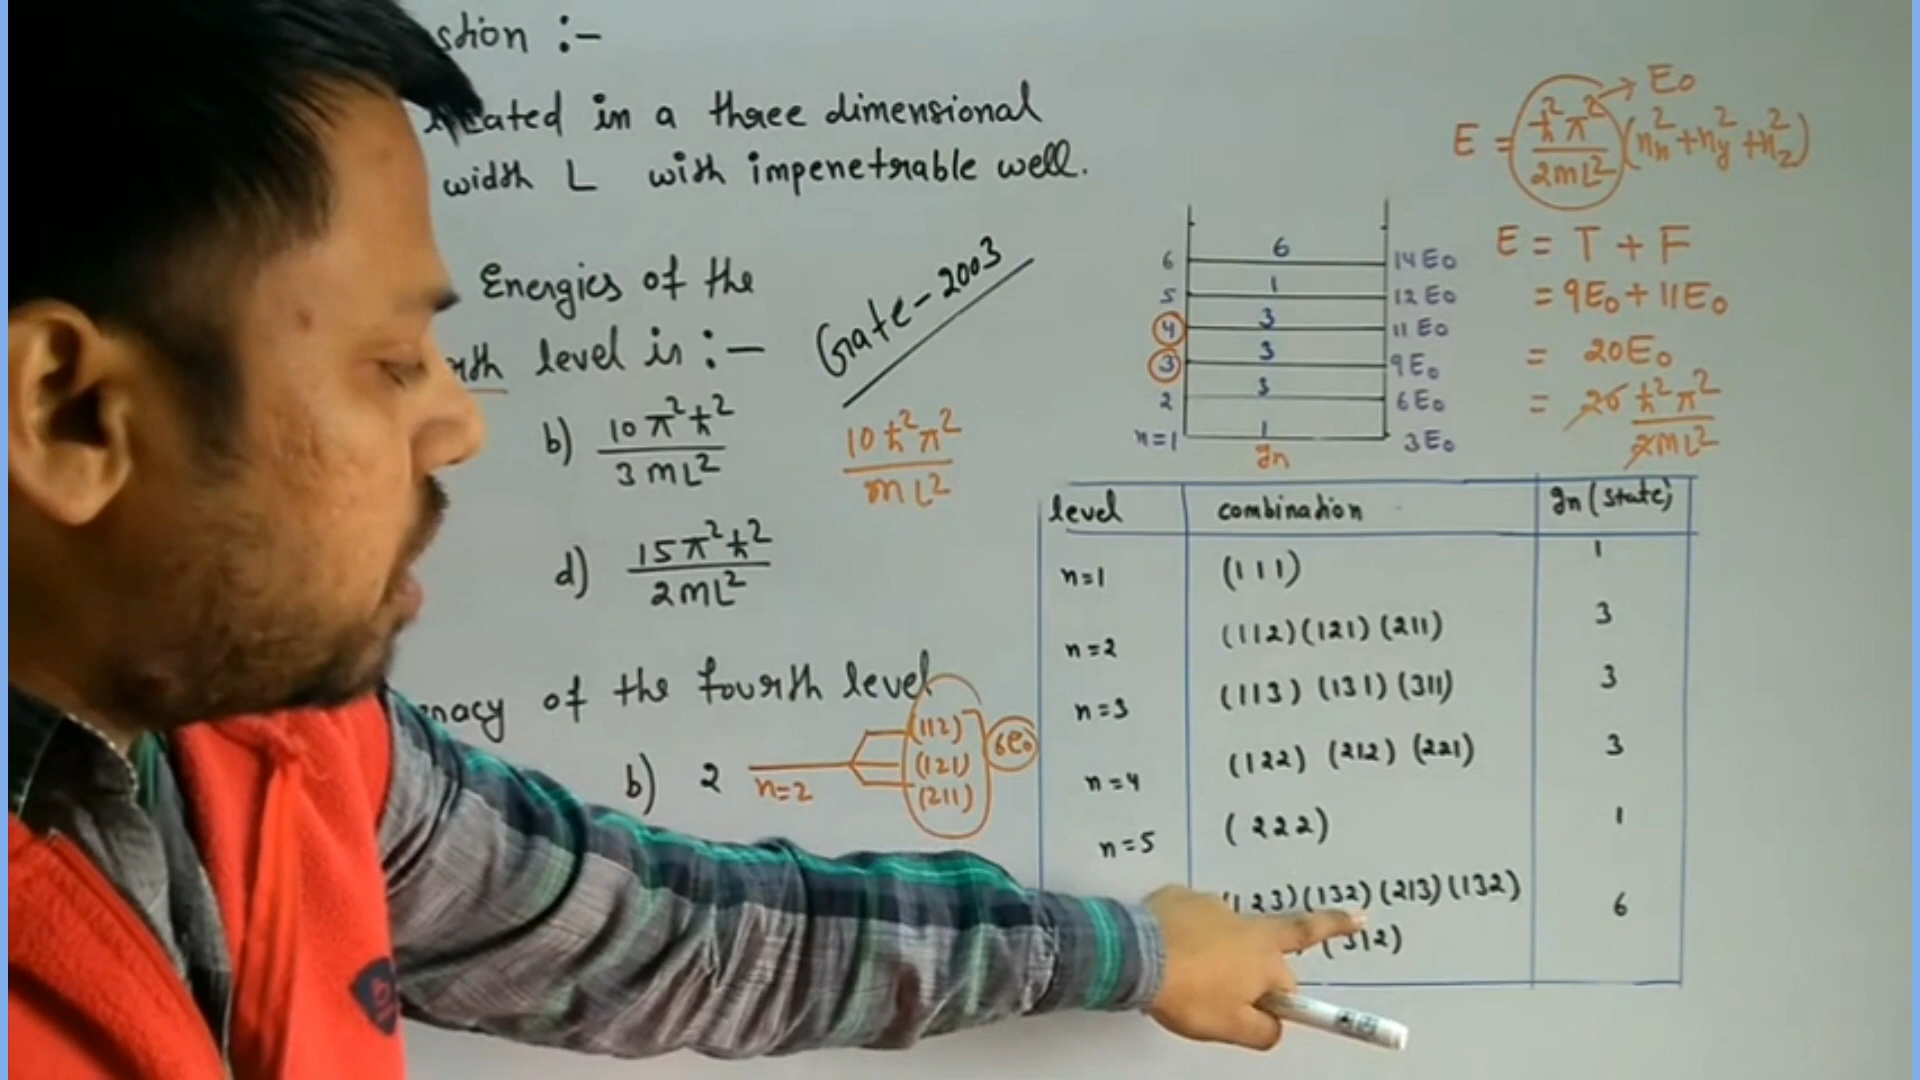 stion :-
cated in a three dimensional
width L with impenetrable well.
Energies of the
level is :-
Gate - 2003
b) 10π²ħ² / 3mL²
10ħ²π² / mL²
d) 15π²ħ² / 2mL²
nacy of the fourth level
b) 2
n=2
(112)
(121)
(211)
6E₀
E = ħ²π² / 2mL² (nₓ² + n_y² + n_z²)
→ E₀
E = T + F
= 9E₀ + 11E₀
= 20E₀
= 20 ħ²π² / 2mL²
6 6 14E₀
5 1 12E₀
4 3 11E₀
3 3 9E₀
2 3 6E₀
n=1 1 3E₀
gn
level combination gn (state)
n=1 (111) 1
n=2 (112) (121) (211) 3
n=3 (113) (131) (311) 3
n=4 (122) (212) (221) 3
n=5 (222) 1
123) (132) (213) (132) 6
(312)